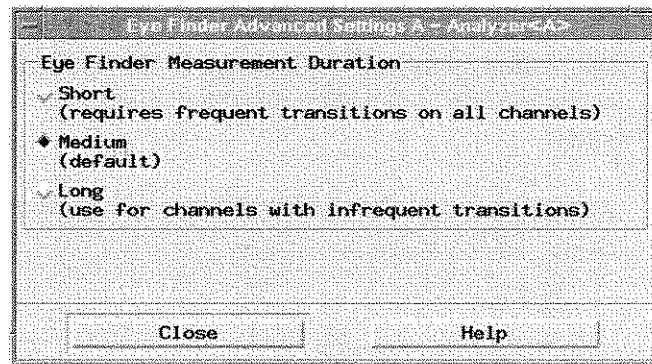 Eye Finder Advanced Settings A - Analyzer<A>
Eye Finder Measurement Duration
Short
(requires frequent transitions on all channels)
Medium
(default)
Long
(use for channels with infrequent transitions)
Close
Help